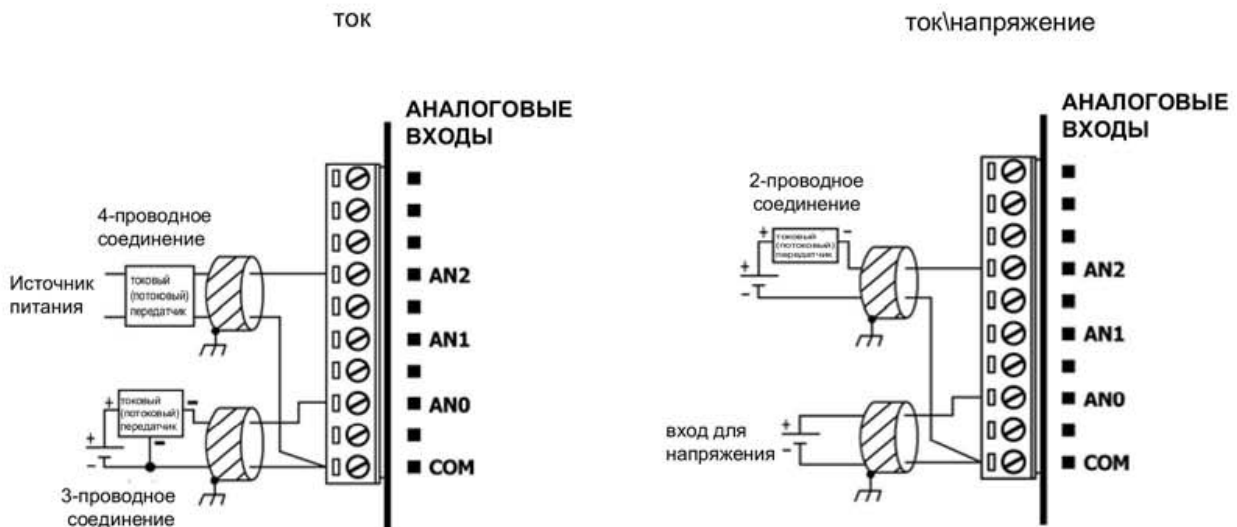 ток
АНАЛОГОВЫЕ
ВХОДЫ
4-проводное
соединение
Источник
питания
токовый
(потоковый)
передатчик
AN2
AN1
+
токовый
(потоковый)
передатчик
-
AN0
+
-
-
COM
3-проводное
соединение
ток\напряжение
АНАЛОГОВЫЕ
ВХОДЫ
2-проводное
соединение
+
токовый
(потоковый)
передатчик
-
+
-
AN2
AN1
AN0
вход для
напряжения
+
-
COM